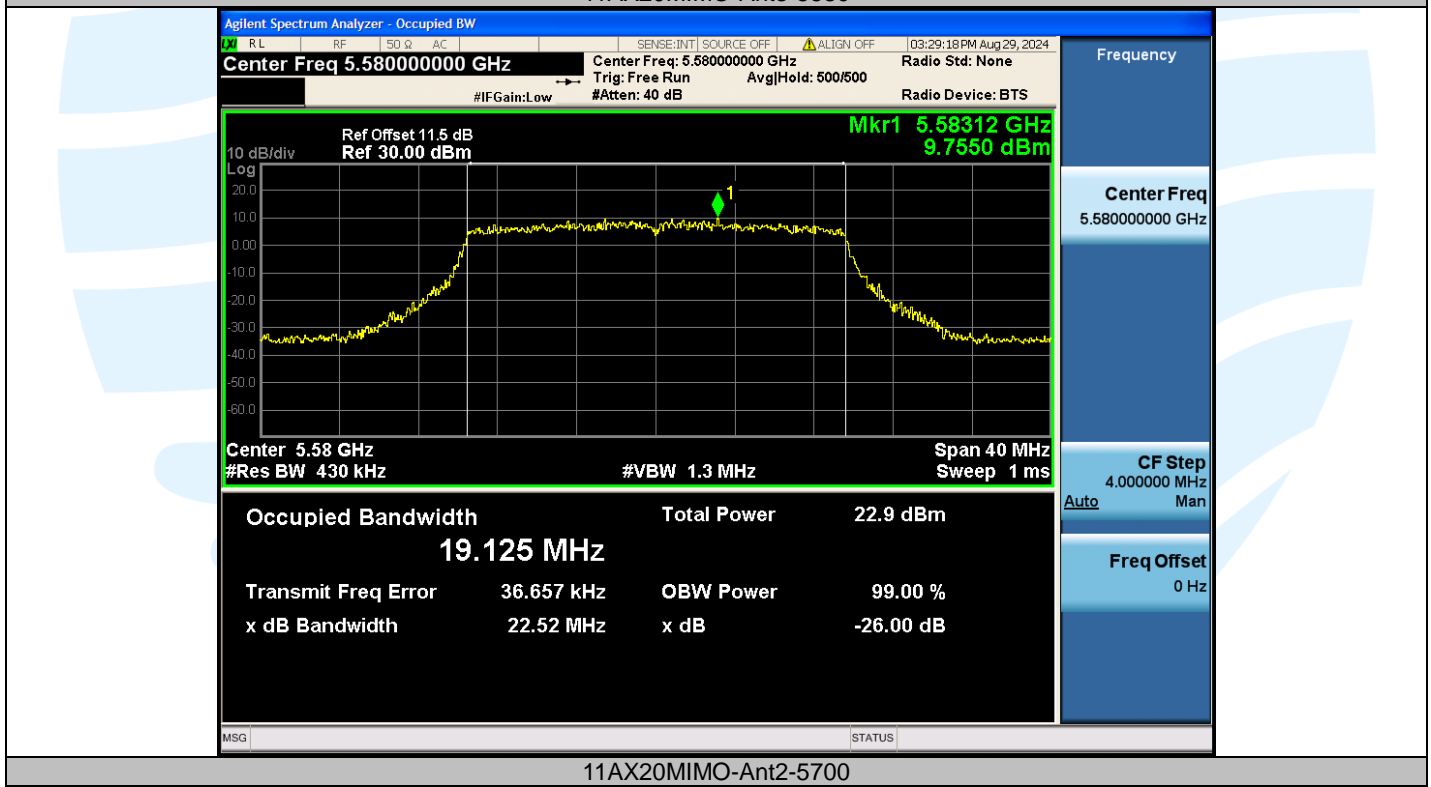 Agilent Spectrum Analyzer - Occupied BW
LXI RL RF 50 Ω AC SENSE:INT SOURCE OFF ALIGN OFF 03:29:18 PM Aug 29, 2024
Center Freq 5.580000000 GHz
Center Freq: 5.580000000 GHz
Radio Std: None
Trig: Free Run Avg|Hold: 500/500
#IFGain:Low #Atten: 40 dB Radio Device: BTS
Frequency
Mkr1 5.58312 GHz
9.7550 dBm
Ref Offset 11.5 dB
10 dB/div Ref 30.00 dBm
Log
20.0
10.0
0.00
-10.0
-20.0
-30.0
-40.0
-50.0
-60.0
1
Center Freq
5.580000000 GHz
Center 5.58 GHz Span 40 MHz
#Res BW 430 kHz #VBW 1.3 MHz Sweep 1 ms
CF Step
4.000000 MHz
Auto Man
Occupied Bandwidth Total Power 22.9 dBm
19.125 MHz
Transmit Freq Error 36.657 kHz OBW Power 99.00 %
x dB Bandwidth 22.52 MHz x dB -26.00 dB
Freq Offset
0 Hz
MSG STATUS
11AX20MIMO-Ant2-5700